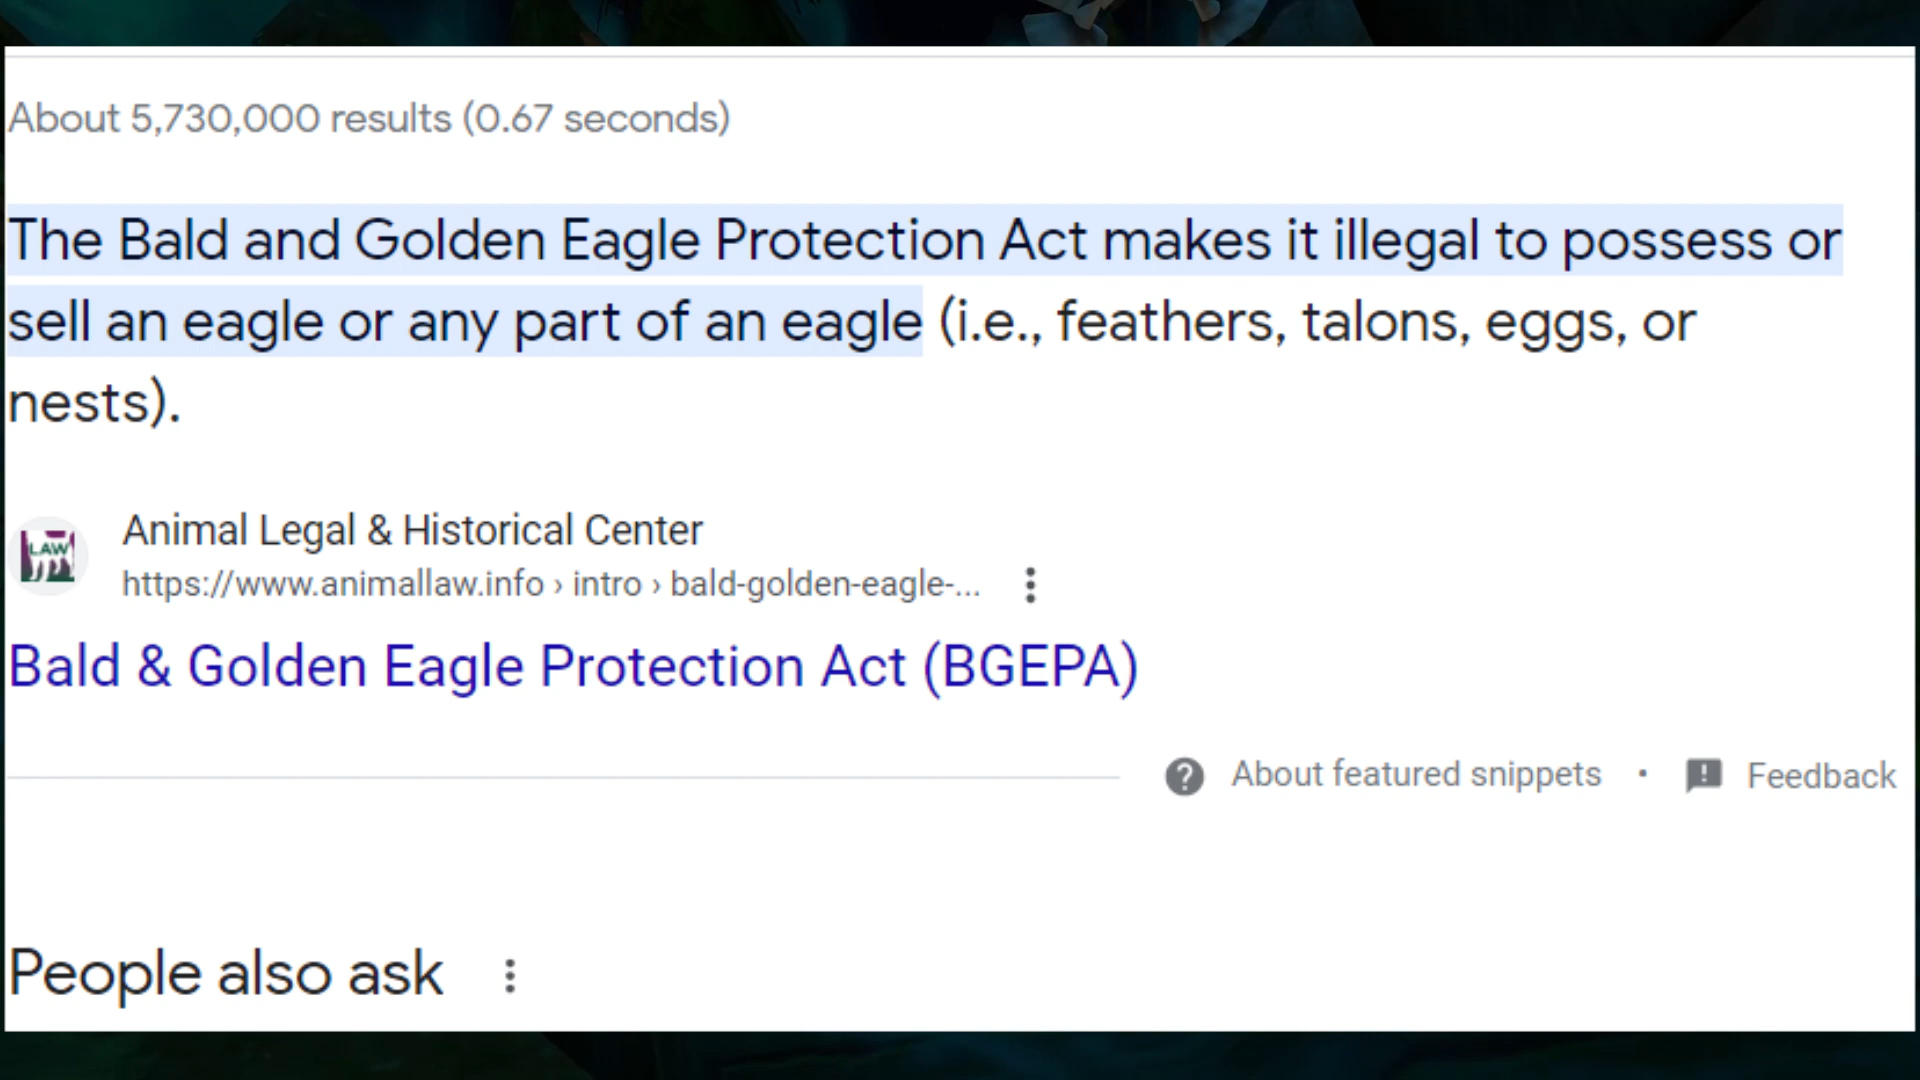 About 5,730,000 results (0.67 seconds)
The Bald and Golden Eagle Protection Act makes it illegal to possess or
sell an eagle or any part of an eagle (i.e., feathers, talons, eggs, or
nests).
LAW
Animal Legal & Historical Center
https://www.animallaw.info › intro › bald-golden-eagle-...
Bald & Golden Eagle Protection Act (BGEPA)
About featured snippets • Feedback
People also ask